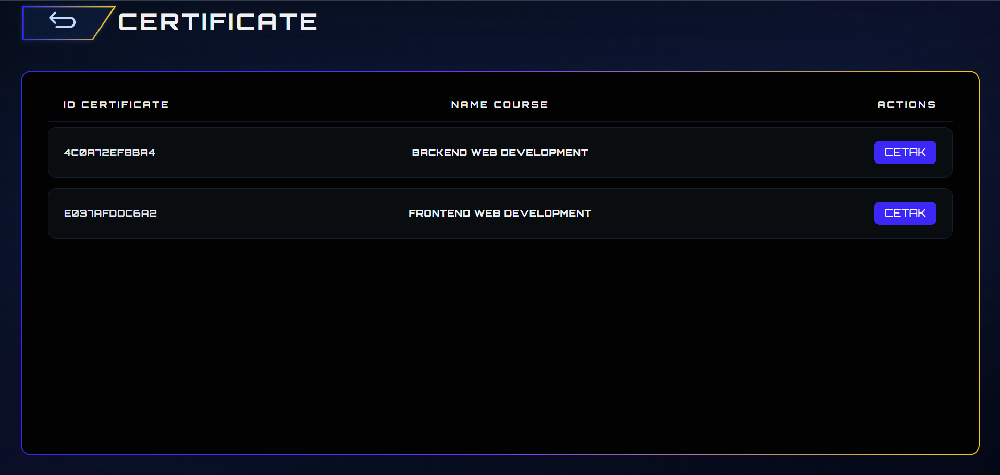 CERTIFICATE
ID CERTIFICATE NAME COURSE ACTIONS
4C0A72EF8BA4 BACKEND WEB DEVELOPMENT CETAK
E037AFDDC6A2 FRONTEND WEB DEVELOPMENT CETAK